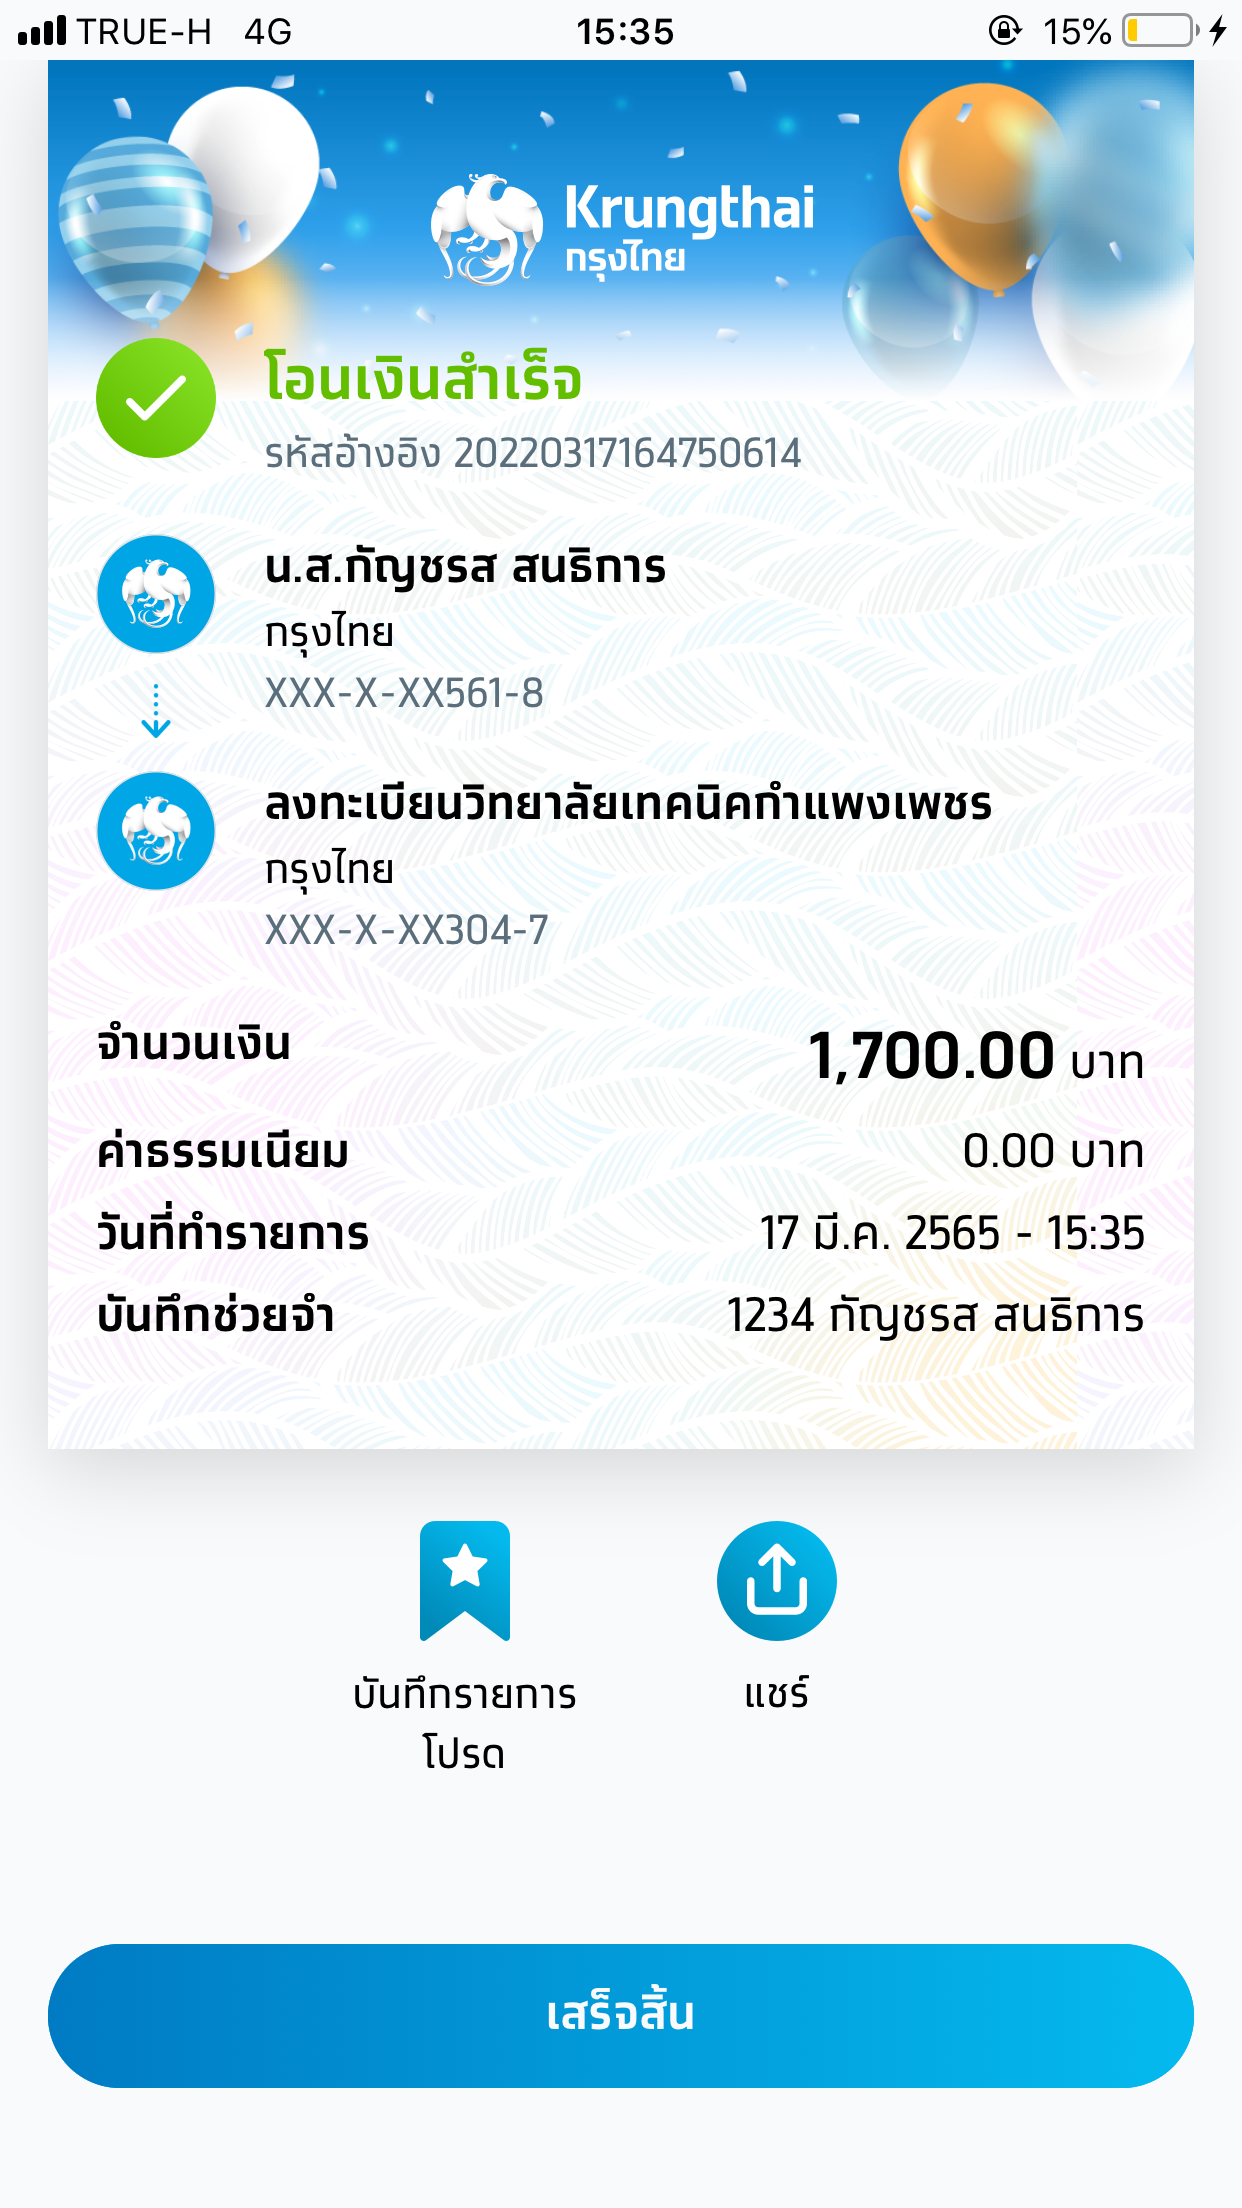 TRUE-H 4G 15:35 15%
Krungthai
กรุงไทย
โอนเงินสำเร็จ
รหัสอ้างอิง 20220317164750614
น.ส.กัญชรส สนธิการ
กรุงไทย
XXX-X-XX561-8
ลงทะเบียนวิทยาลัยเทคนิคกำแพงเพชร
กรุงไทย
XXX-X-XX304-7
จำนวนเงิน 1,700.00 บาท
ค่าธรรมเนียม 0.00 บาท
วันที่ทำรายการ 17 มี.ค. 2565 - 15:35
บันทึกช่วยจำ 1234 กัญชรส สนธิการ
บันทึกรายการ แชร์
โปรด
เสร็จสิ้น